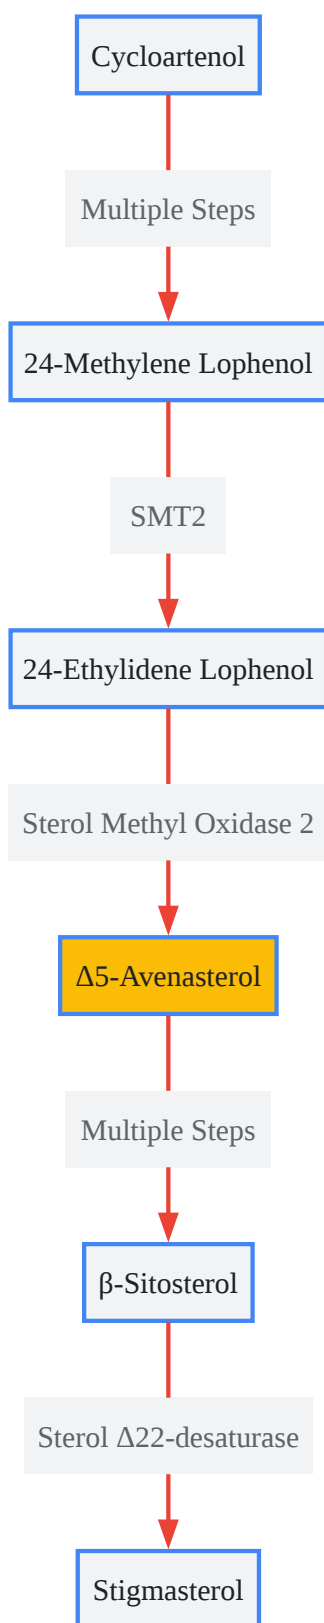 Cycloartenol
Multiple Steps
24-Methylene Lophenol
SMT2
24-Ethylidene Lophenol
Sterol Methyl Oxidase 2
Δ5-Avenasterol
Multiple Steps
β-Sitosterol
Sterol Δ22-desaturase
Stigmasterol